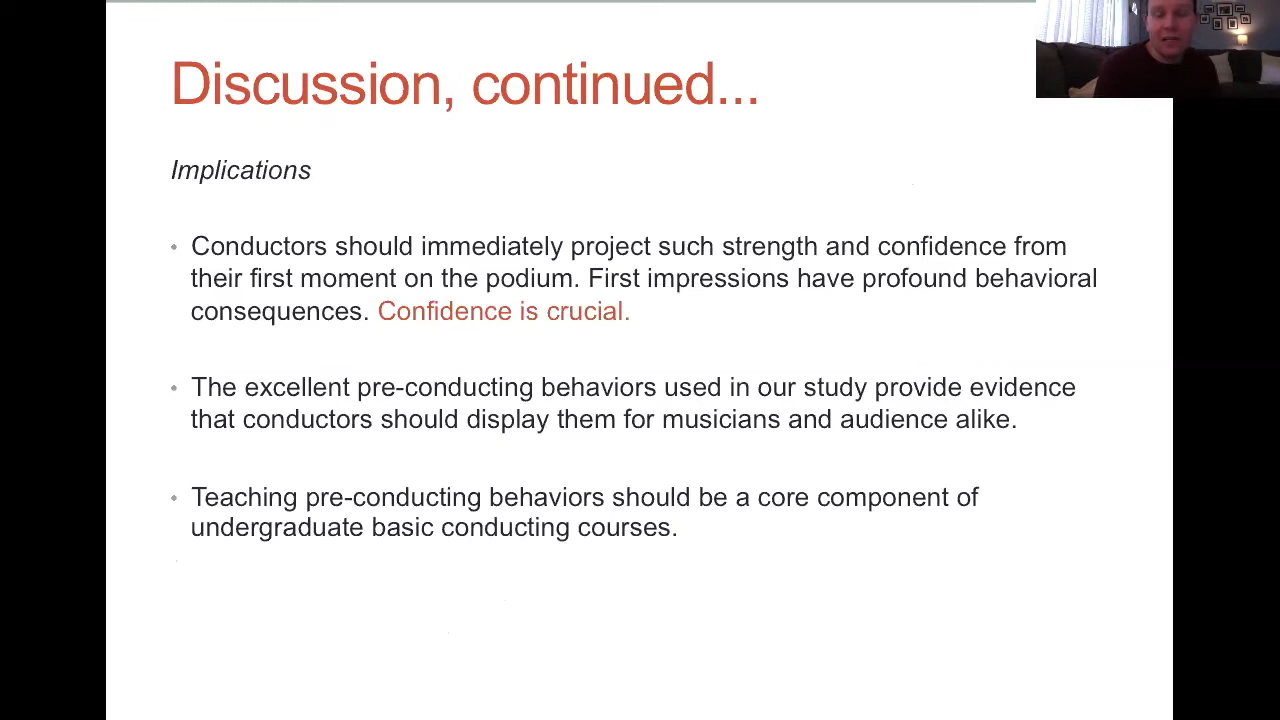 Discussion, continued...
Implications
• Conductors should immediately project such strength and confidence from
their first moment on the podium. First impressions have profound behavioral
consequences. Confidence is crucial.
• The excellent pre-conducting behaviors used in our study provide evidence
that conductors should display them for musicians and audience alike.
• Teaching pre-conducting behaviors should be a core component of
undergraduate basic conducting courses.